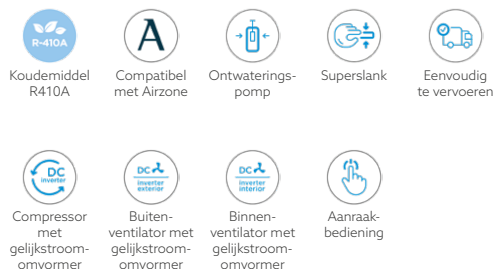 R-410A
A
Koudemiddel
R410A
Compatibel
met Airzone
Ontwaterings-
pomp
Superslank
Eenvoudig
te vervoeren
DC
inverter
DC
inverter
exterior
DC
inverter
interior
Compressor
met
gelijkstroom-
omvormer
Buiten-
ventilator met
gelijkstroom-
omvormer
Binnen-
ventilator met
gelijkstroom-
omvormer
Aanraak-
bediening